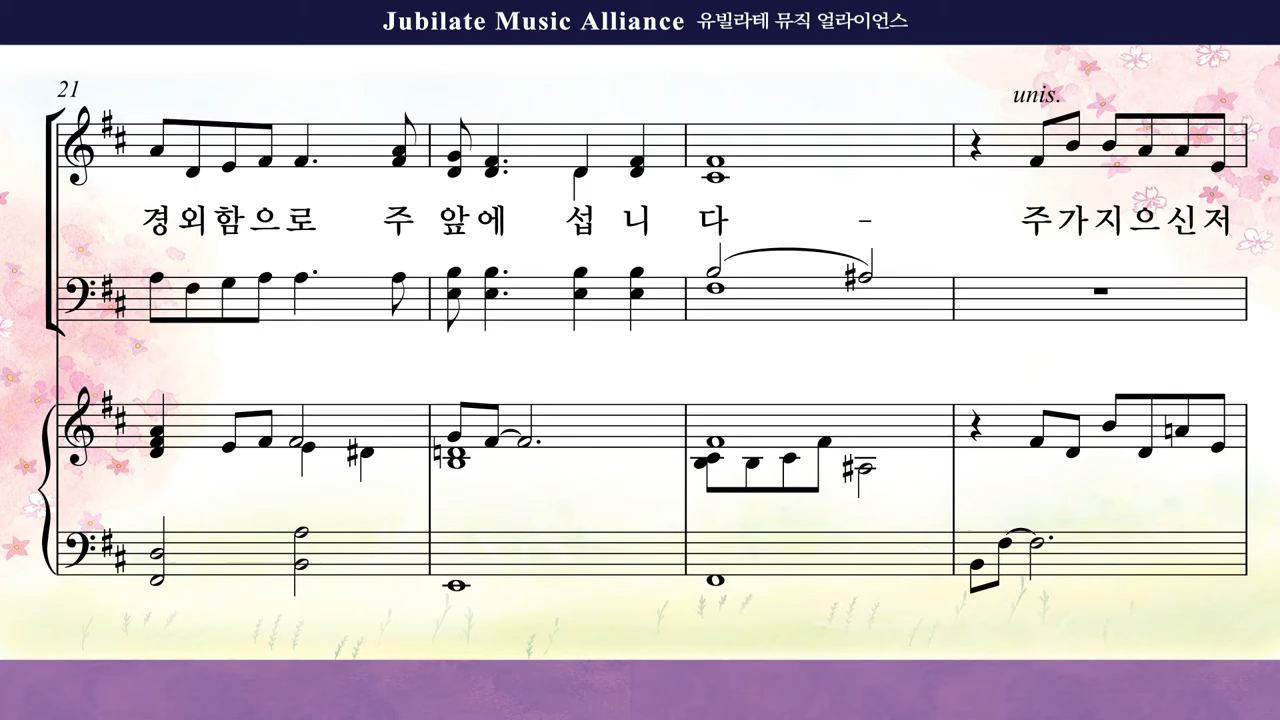 Jubilate Music Alliance 유빌라테 뮤직 얼라이언스
21
unis.
경외함으로 주 앞에 섭 니 다 - 주가지으신저